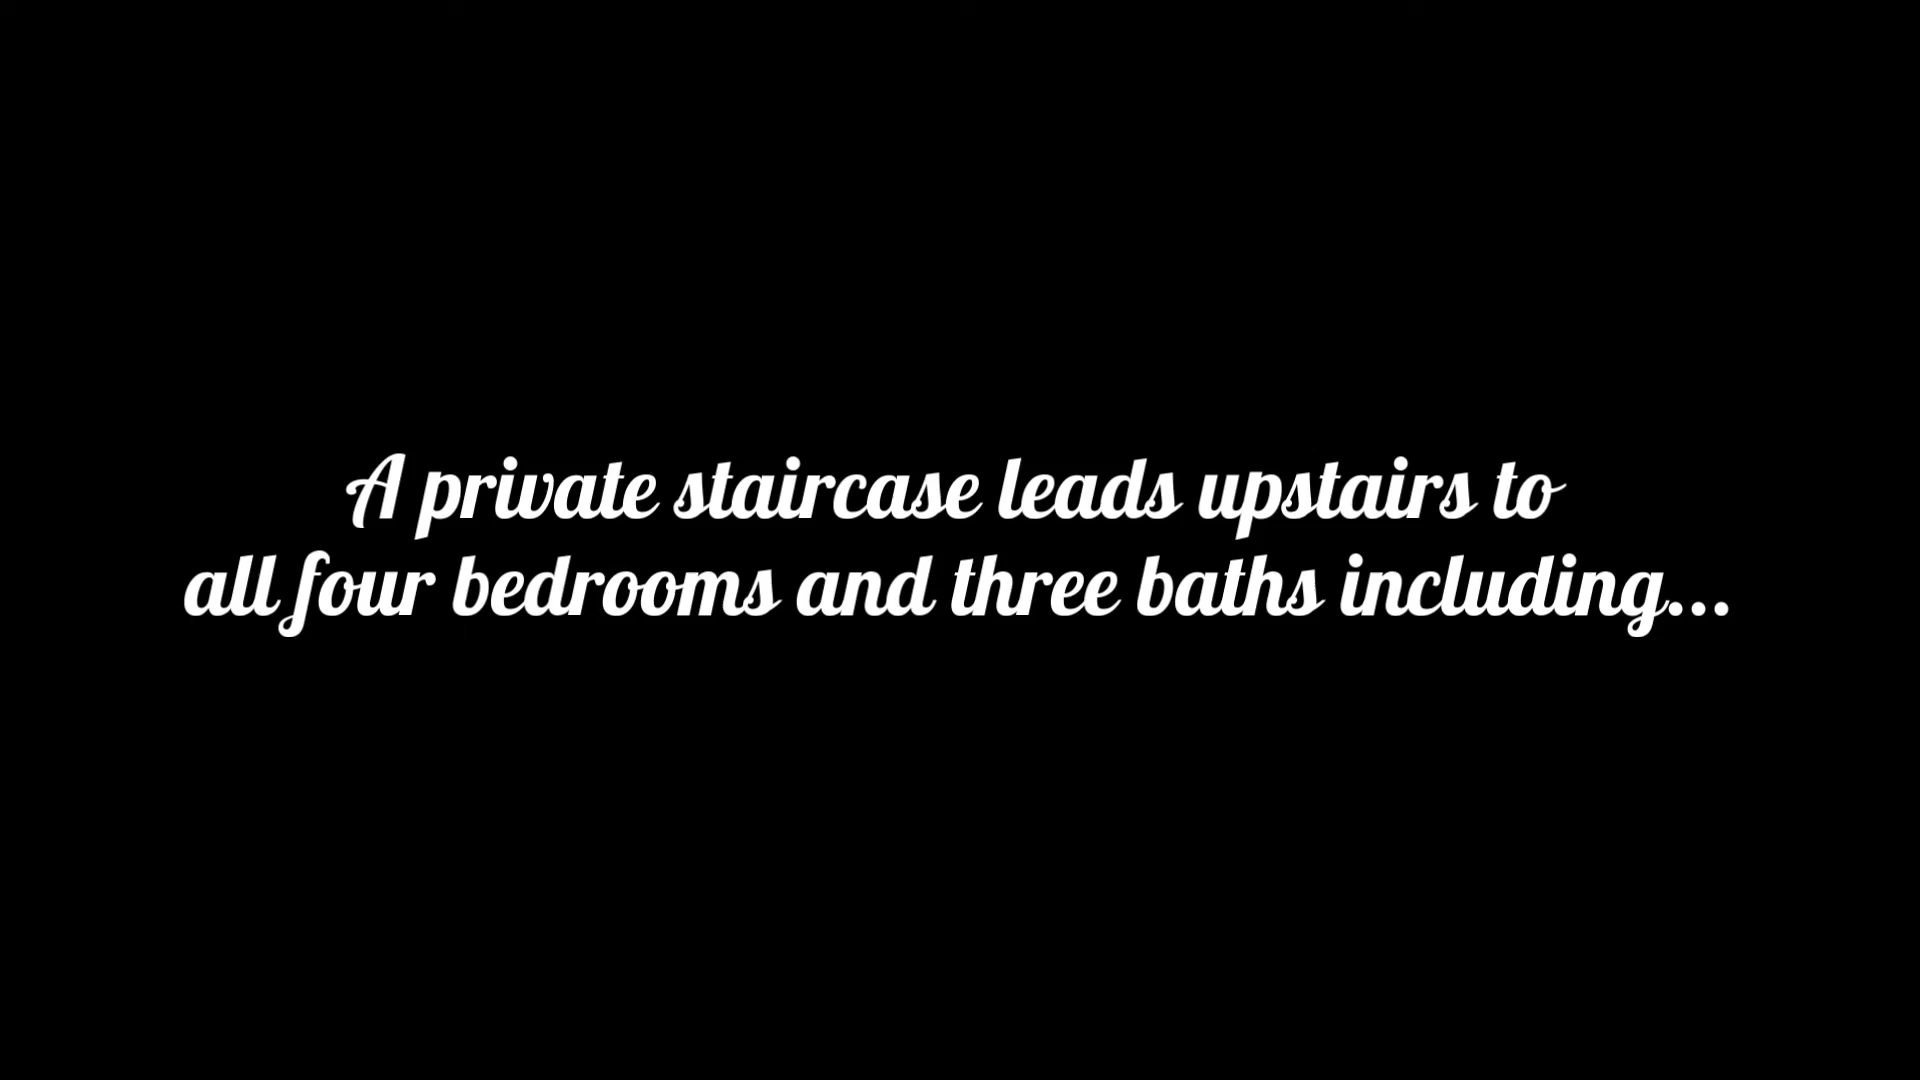 A private staircase leads upstairs to
all four bedrooms and three baths including...